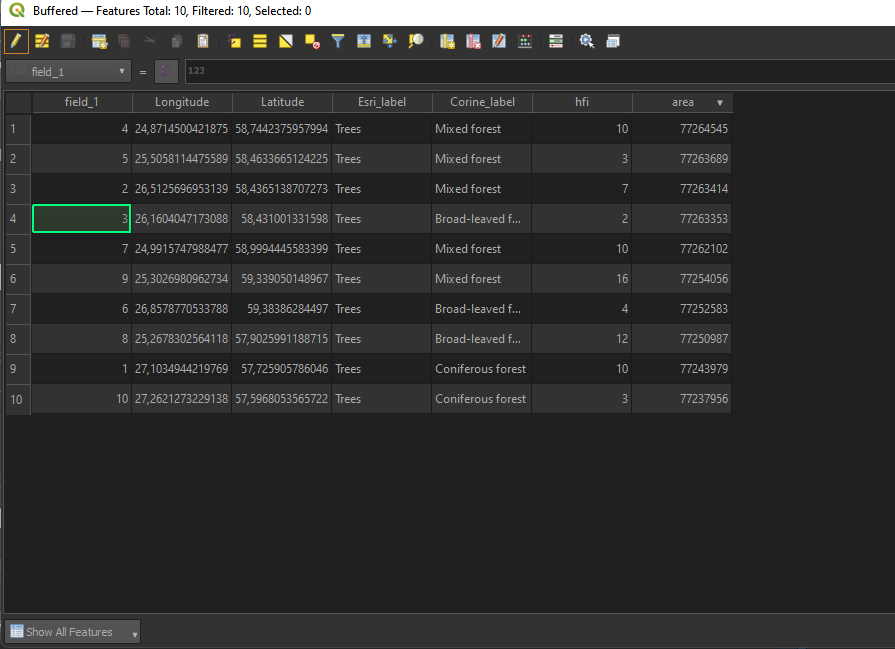 Buffered — Features Total: 10, Filtered: 10, Selected: 0
123 field_1 = 123
field_1 Longitude Latitude Esri_label Corine_label hfi area
1 4 24,8714500421875 58,7442375957994 Trees Mixed forest 10 77264545
2 5 25,5058114475589 58,4633665124225 Trees Mixed forest 3 77263689
3 2 26,5125696953139 58,4365138707273 Trees Mixed forest 7 77263414
4 3 26,1604047173088 58,431001331598 Trees Broad-leaved f... 2 77263353
5 7 24,9915747988477 58,9994445583399 Trees Mixed forest 10 77262102
6 9 25,3026980962734 59,339050148967 Trees Mixed forest 16 77254056
7 6 26,8578770533788 59,38386284497 Trees Broad-leaved f... 4 77252583
8 8 25,2678302564118 57,9025991188715 Trees Broad-leaved f... 12 77250987
9 1 27,1034944219769 57,725905786046 Trees Coniferous forest 10 77243979
10 10 27,2621273229138 57,5968053565722 Trees Coniferous forest 3 77237956
Show All Features